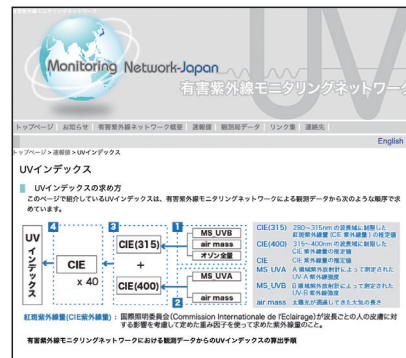 Monitoring Network-Japan
有害紫外線モニタリングネットワーク
トップページ お知らせ 有害紫外線ネットワーク概要 速報値 観測局データ リンク集 連絡先
English
トップページ > 速報値 > UVインデックス
UVインデックス
UVインデックスの求め方
このページで紹介しているUVインデックスは、有害紫外線モニタリングネットワークによる観測データから次のような順序で求
めています。
UVインデックス
4
CIE
x 40
3
CIE(315)
+
CIE(400)
1
MS_UVB
air mass
オゾン全量
MS_UVA
air mass
2
CIE(315) 280～315nm の波長域に制限した
紅斑紫外線量(CIE 紫外線量)の推定値
CIE(400) 315～400nm の波長域に制限した
CIE 紫外線量の推定値
CIE CIE 紫外線量の推定値
MS_UVA A 領域紫外放射計によって測定された
UV-A 紫外線強度
MS_UVB B 領域紫外放射計によって測定された
UV-B 紫外線強度
air mass 太陽光が通過してきた大気の長さ
紅斑紫外線量(CIE紫外線量)：国際照明委員会(Commission Internationale de l'Eclairage)が波長ごとの人の皮膚に対
する影響を考慮して定めた重み因子を使って求めた紫外線量のこと。
有害紫外線モニタリングネットワークにおける観測データからのUVインデックスの算出手順